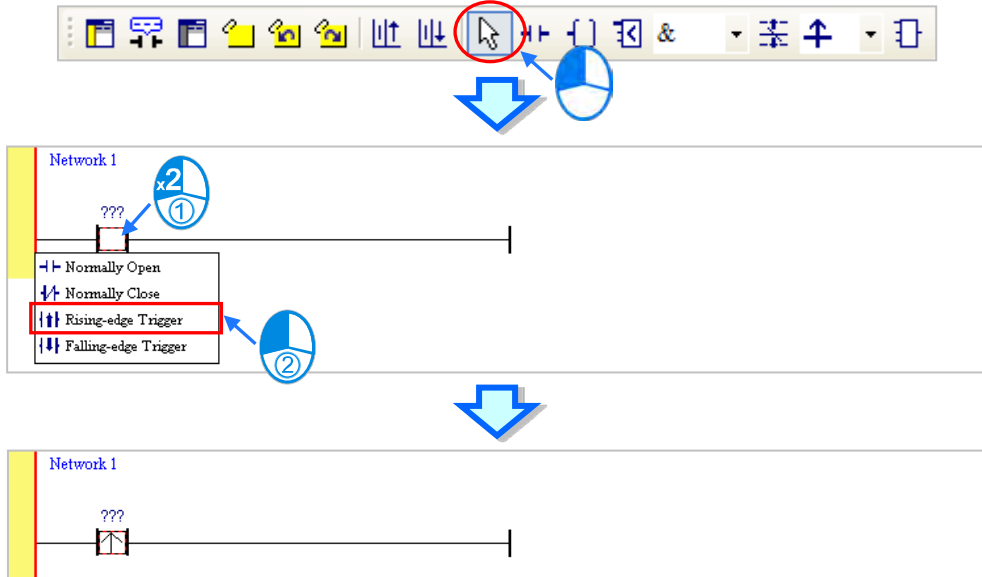 &
Network 1
x2
①
???
Normally Open
Normally Close
Rising-edge Trigger
Falling-edge Trigger
②
Network 1
???